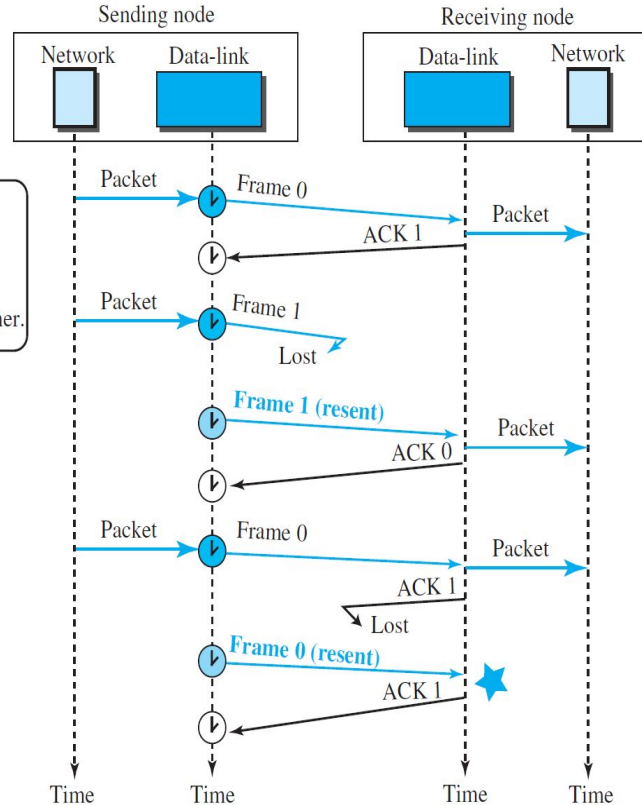 Sending node
Receiving node
Network
Data-link
Data-link
Network
Packet
Frame 0
Packet
ACK 1
Packet
Frame 1
Lost
Frame 1 (resent)
Packet
ACK 0
Packet
Frame 0
Packet
ACK 1
Lost
Frame 0 (resent)
ACK 1
Time
Time
Time
Time